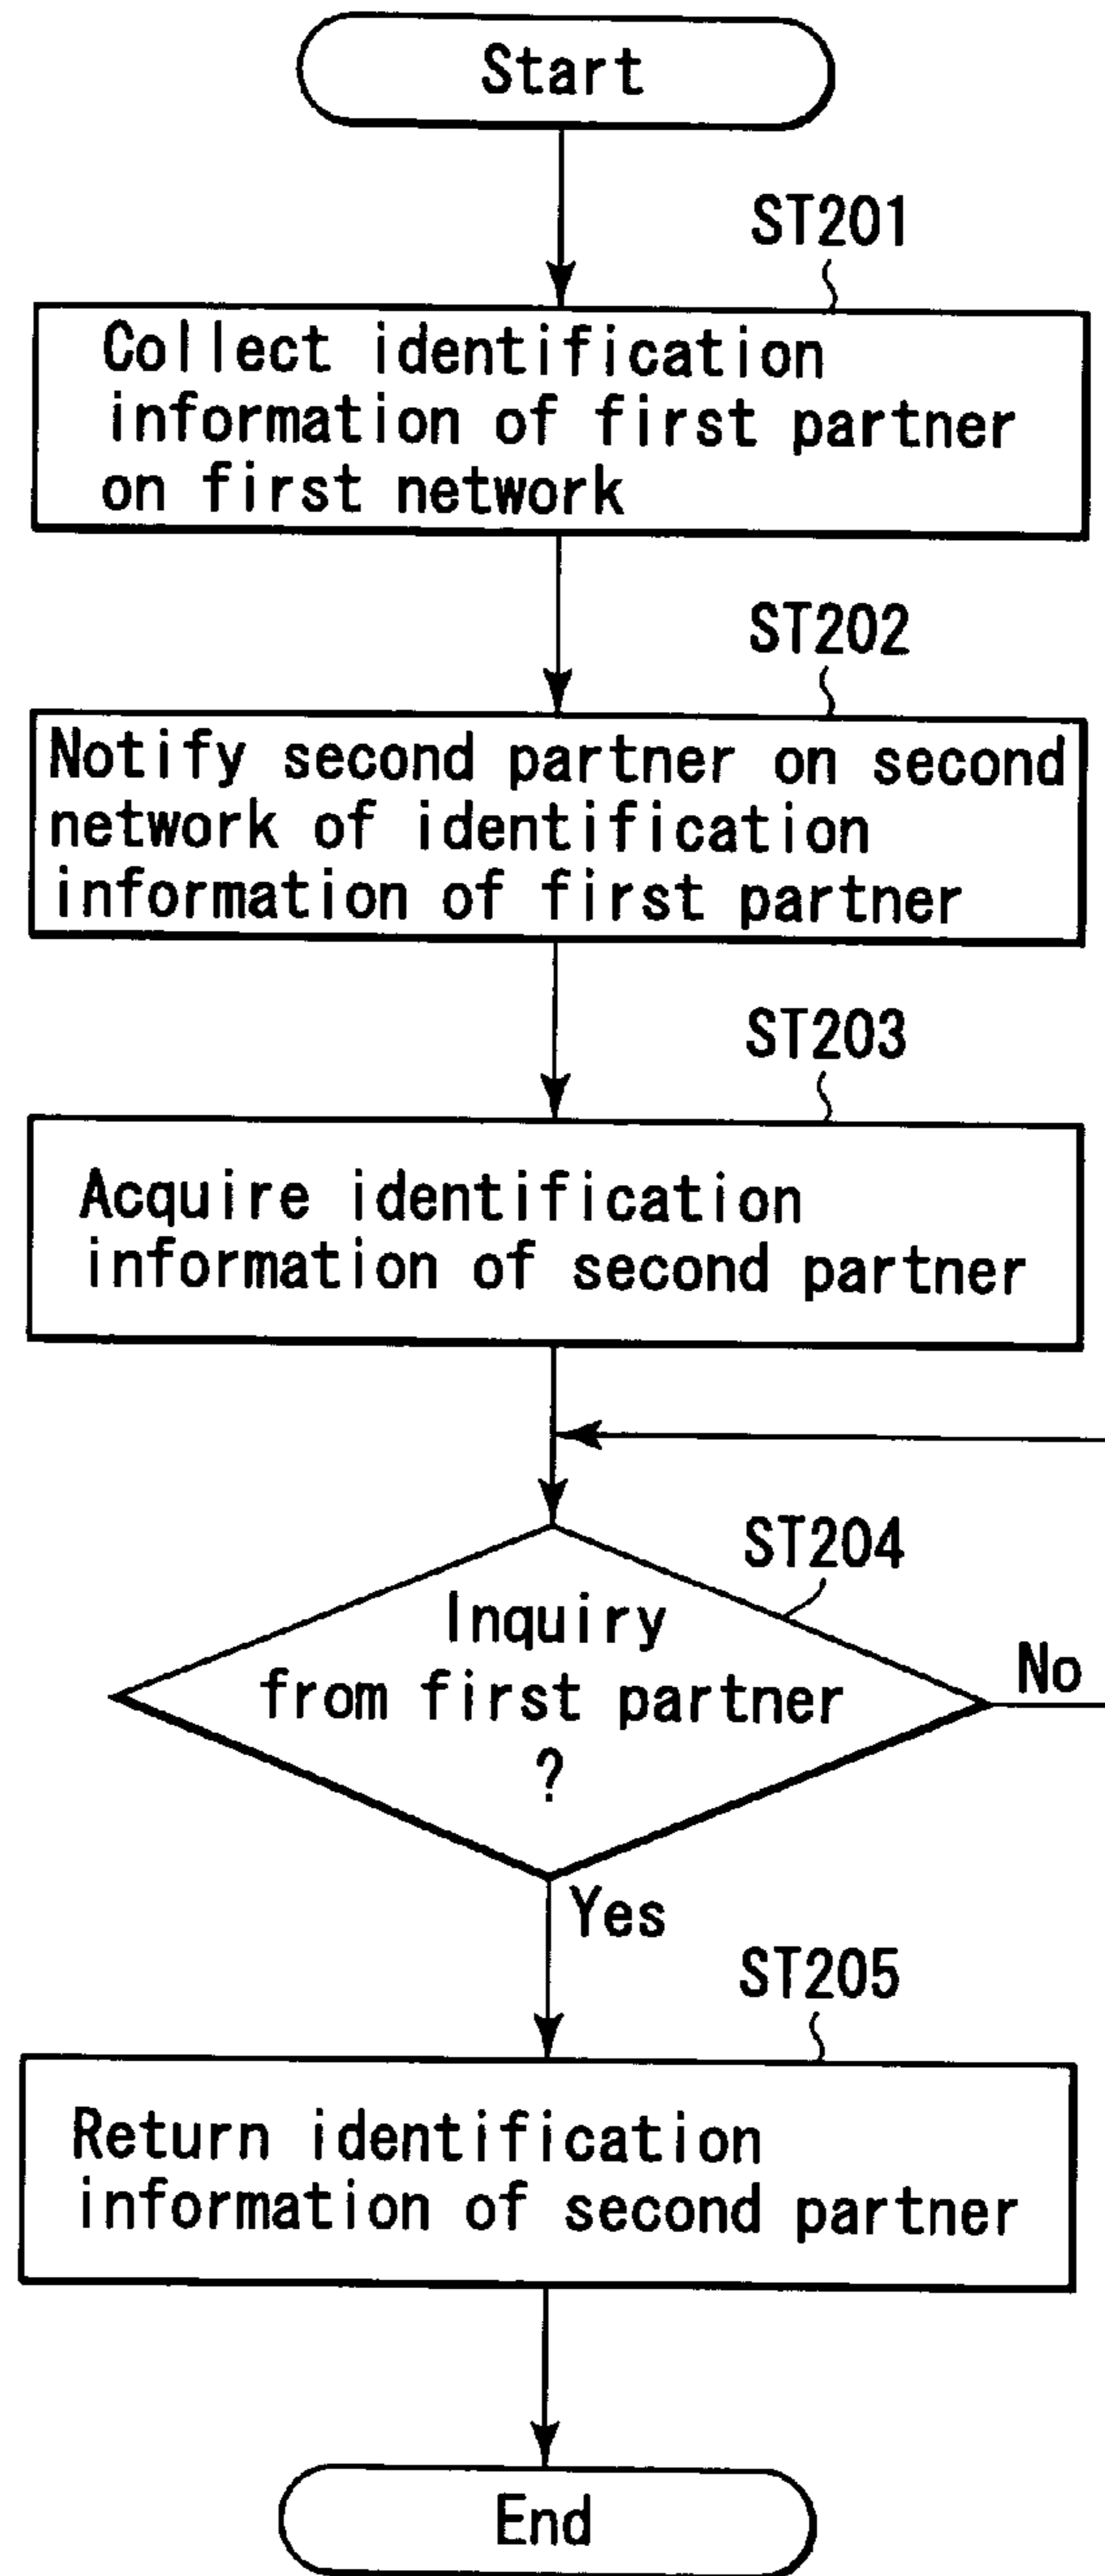 Start
ST201
Collect identification
information of first partner
on first network
ST202
Notify second partner on second
network of identification
information of first partner
ST203
Acquire identification
information of second partner
ST204
Inquiry
from first partner
?
No
Yes
ST205
Return identification
information of second partner
End